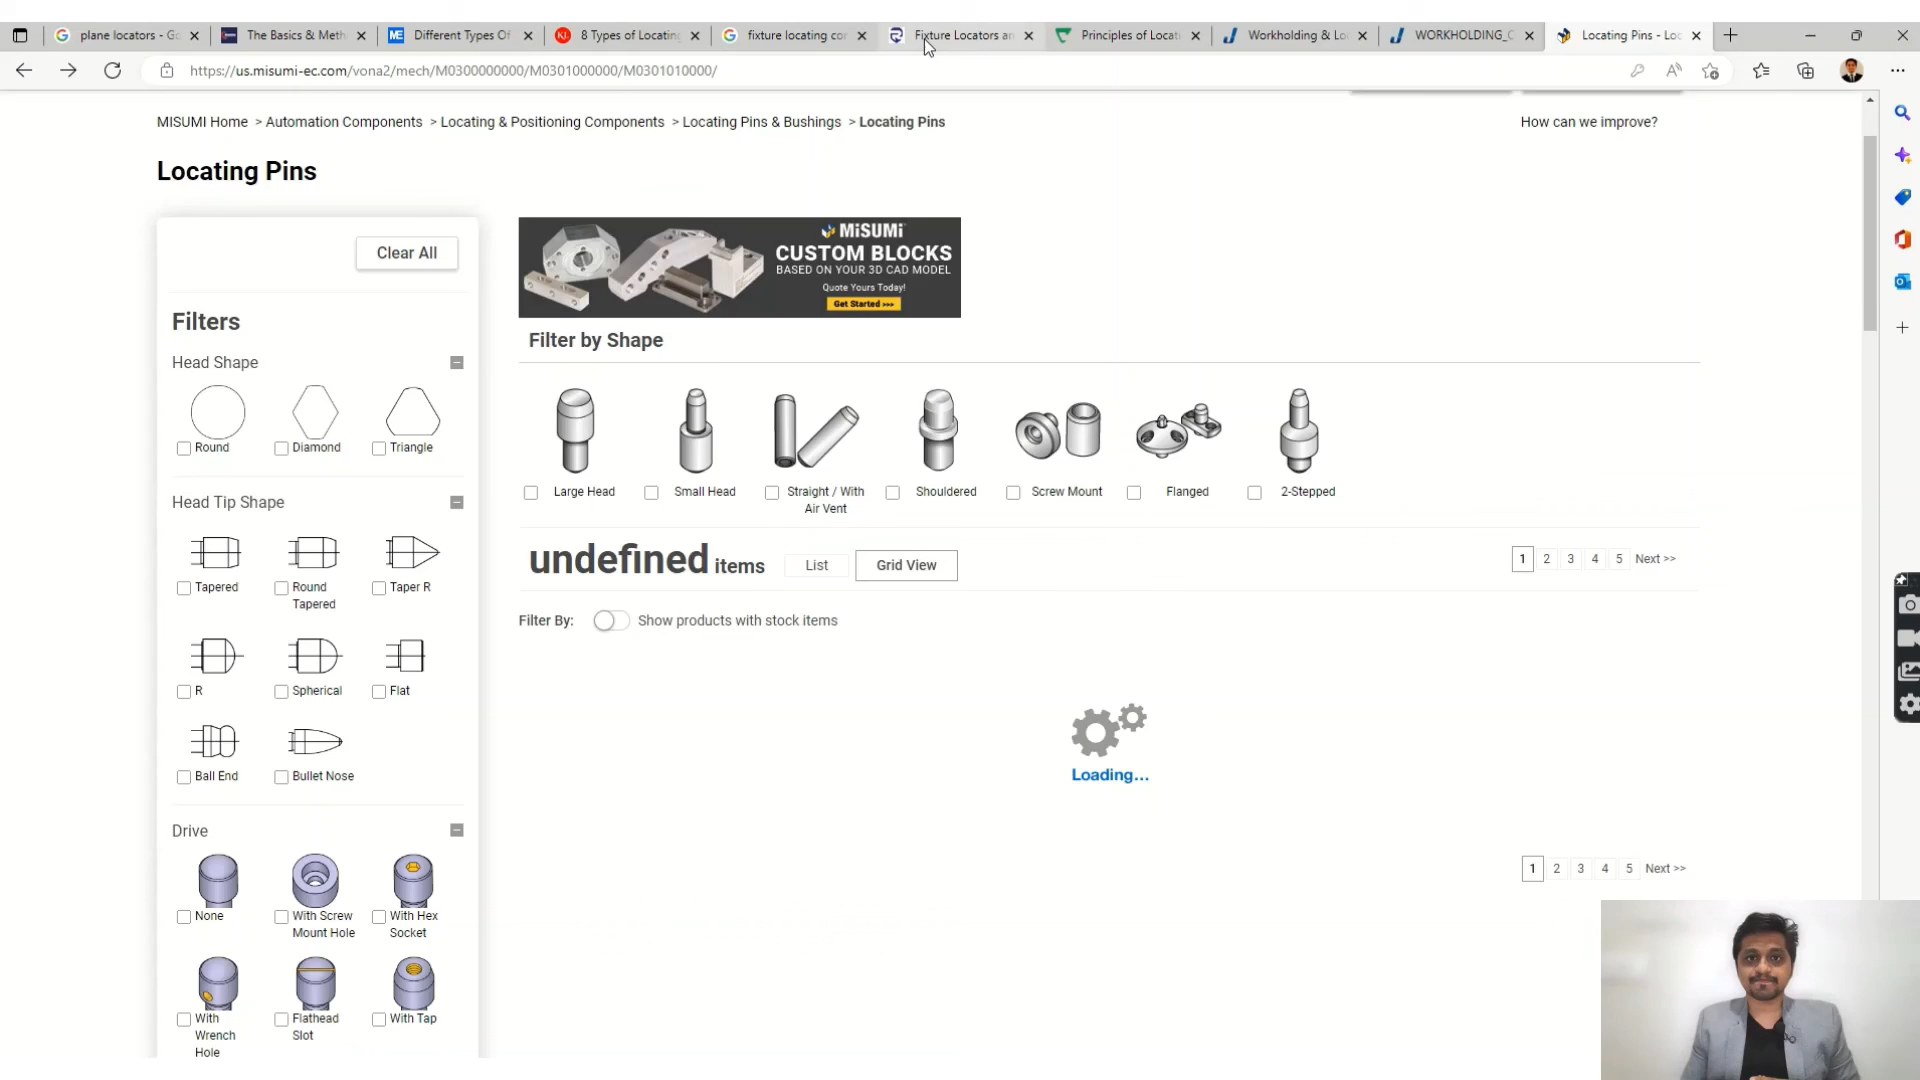 plane locators - Go
The Basics & Meth
ME Different Types Of
KJ 8 Types of Locating
fixture locating cor
Fixture Locators an
Principles of Locati
Workholding & Lo
WORKHOLDING_C
Locating Pins - Loc
https://us.misumi-ec.com/vona2/mech/M0300000000/M0301000000/M0301010000/
MISUMI Home > Automation Components > Locating & Positioning Components > Locating Pins & Bushings > Locating Pins
How can we improve?
Locating Pins
Clear All
Filters
Head Shape
Round
Diamond
Triangle
Head Tip Shape
Tapered
Round Tapered
Taper R
R
Spherical
Flat
Ball End
Bullet Nose
Drive
None
With Screw Mount Hole
With Hex Socket
With Wrench Hole
Flathead Slot
With Tap
MiSUMi
CUSTOM BLOCKS
BASED ON YOUR 3D CAD MODEL
Quote Yours Today!
Get Started >>>
Filter by Shape
Large Head
Small Head
Straight / With Air Vent
Shouldered
Screw Mount
Flanged
2-Stepped
undefined items
List
Grid View
1 2 3 4 5 Next >>
Filter By:
Show products with stock items
Loading...
1 2 3 4 5 Next >>